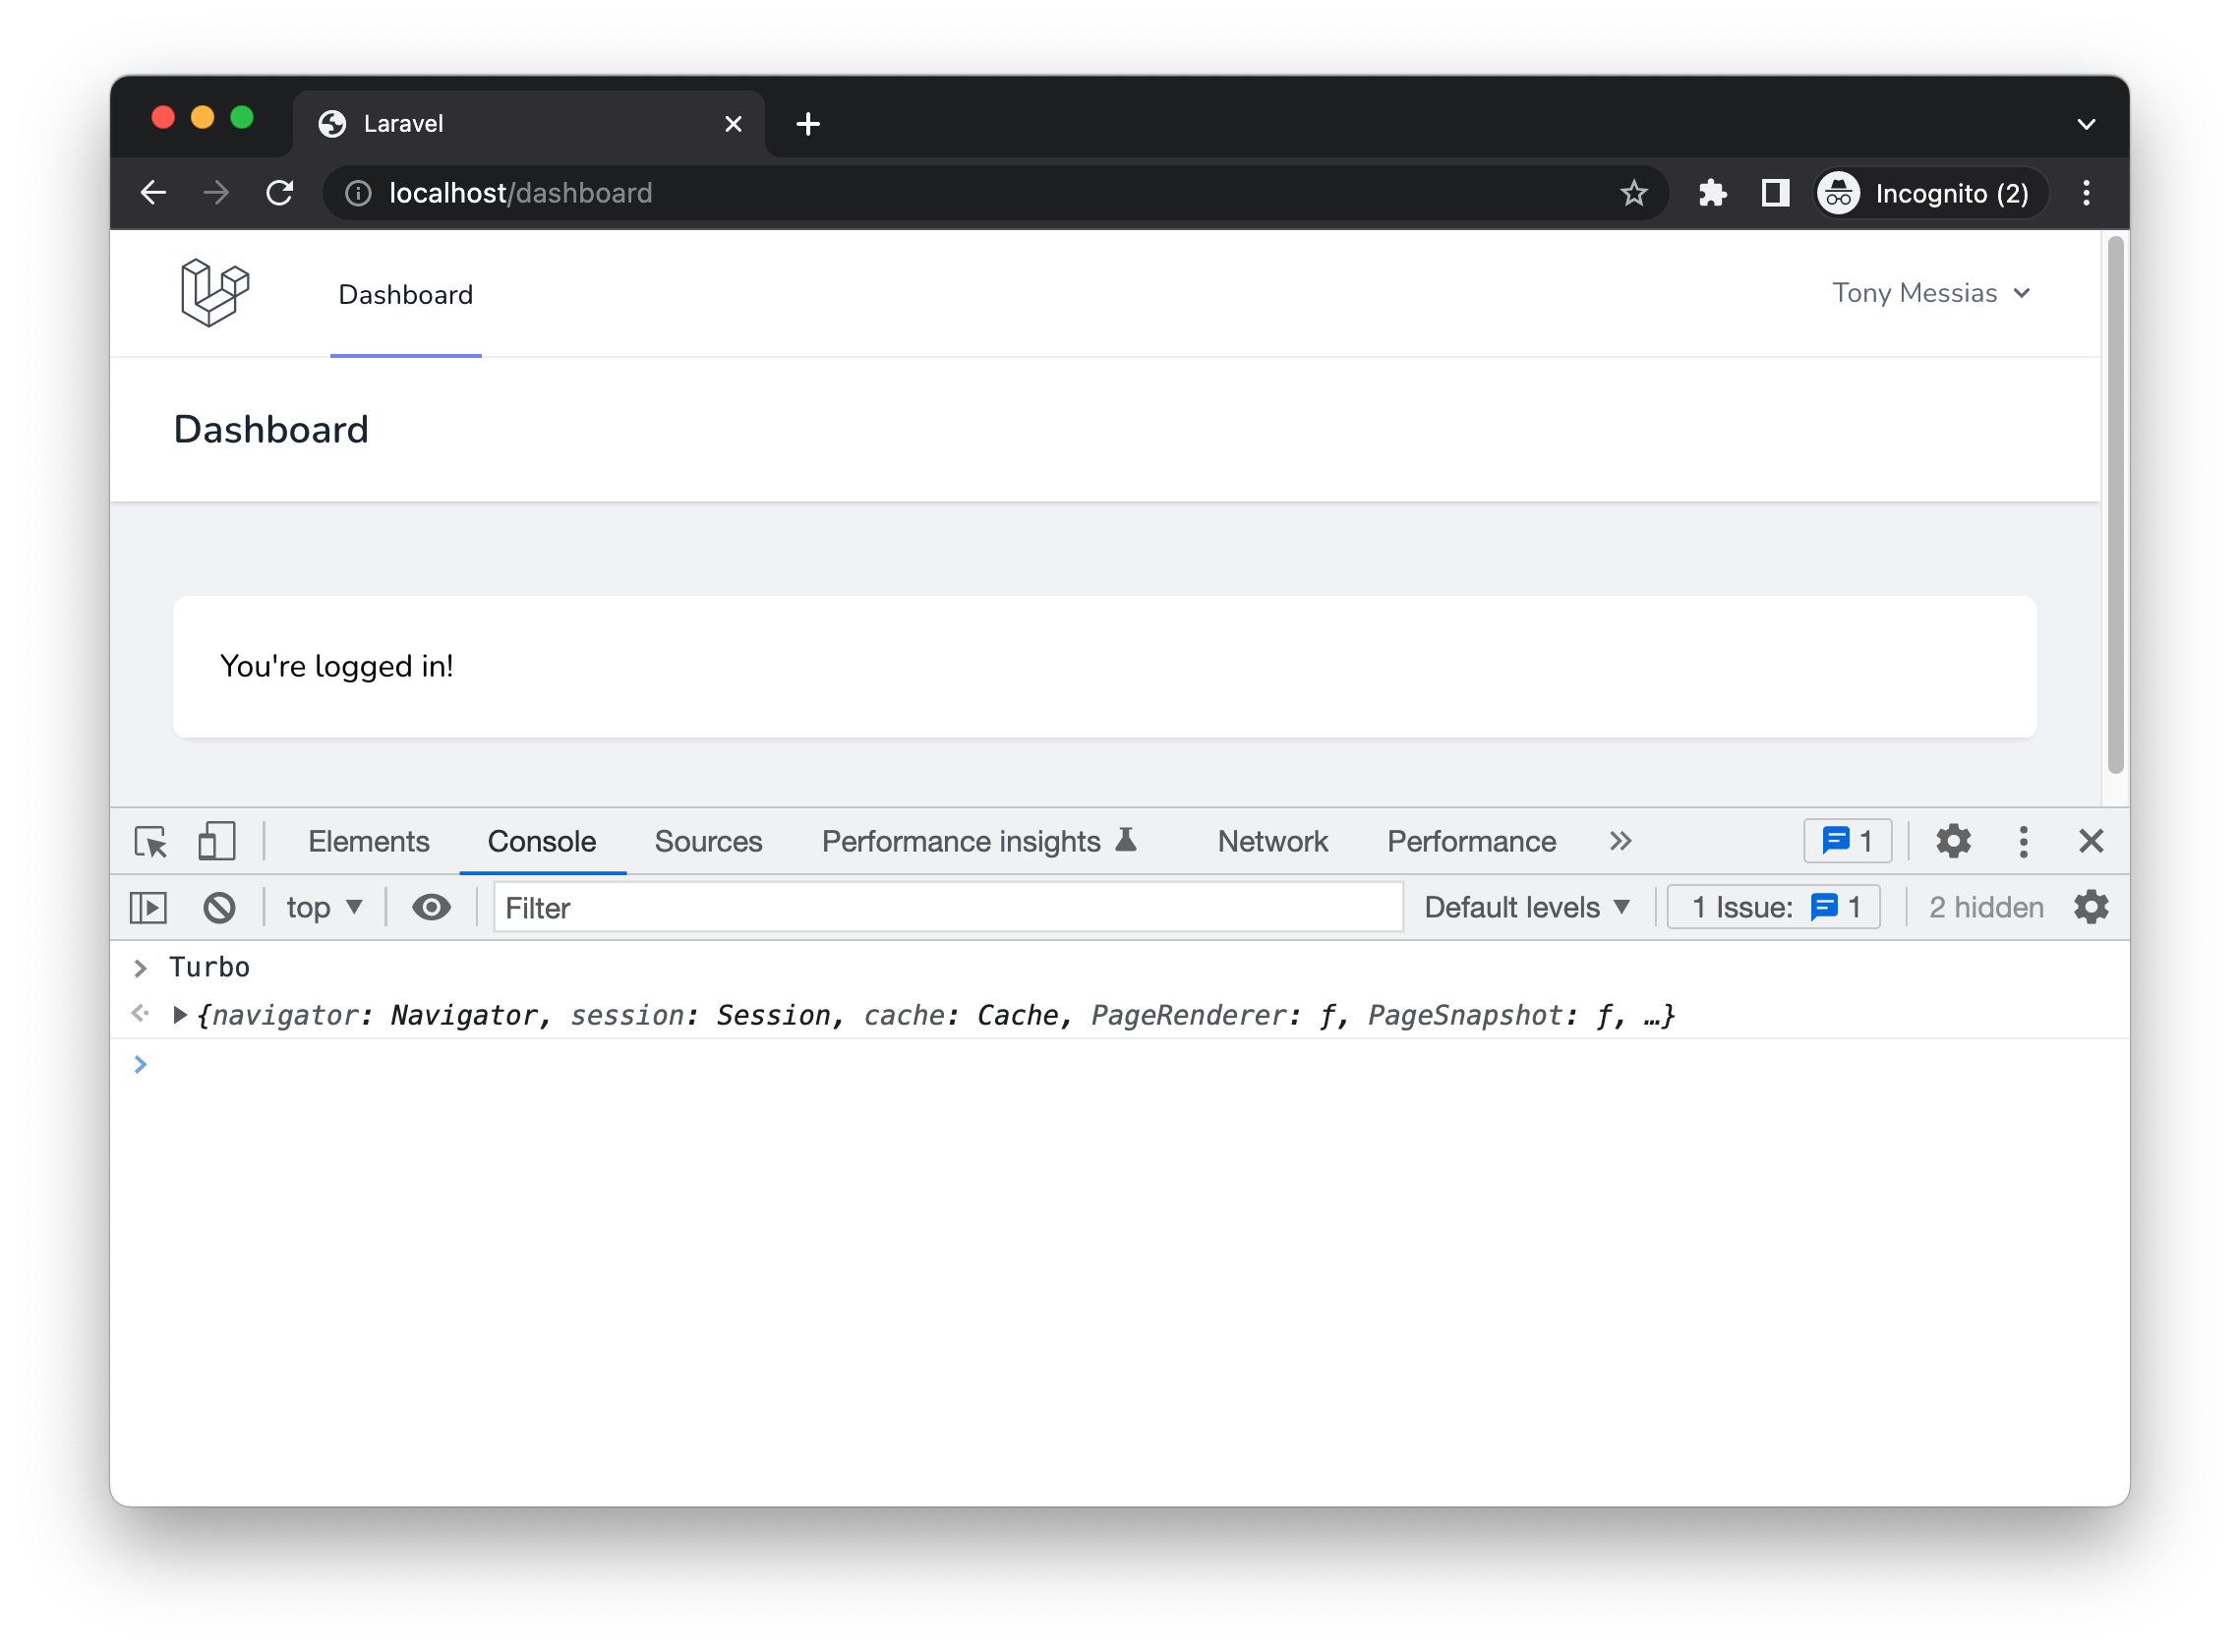 Laravel
localhost/dashboard
Incognito (2)
Dashboard
Tony Messias
Dashboard
You're logged in!
Elements Console Sources Performance insights Network Performance 1
top Filter Default levels 1 Issue: 1 2 hidden
Turbo
{navigator: Navigator, session: Session, cache: Cache, PageRenderer: ƒ, PageSnapshot: ƒ, …}